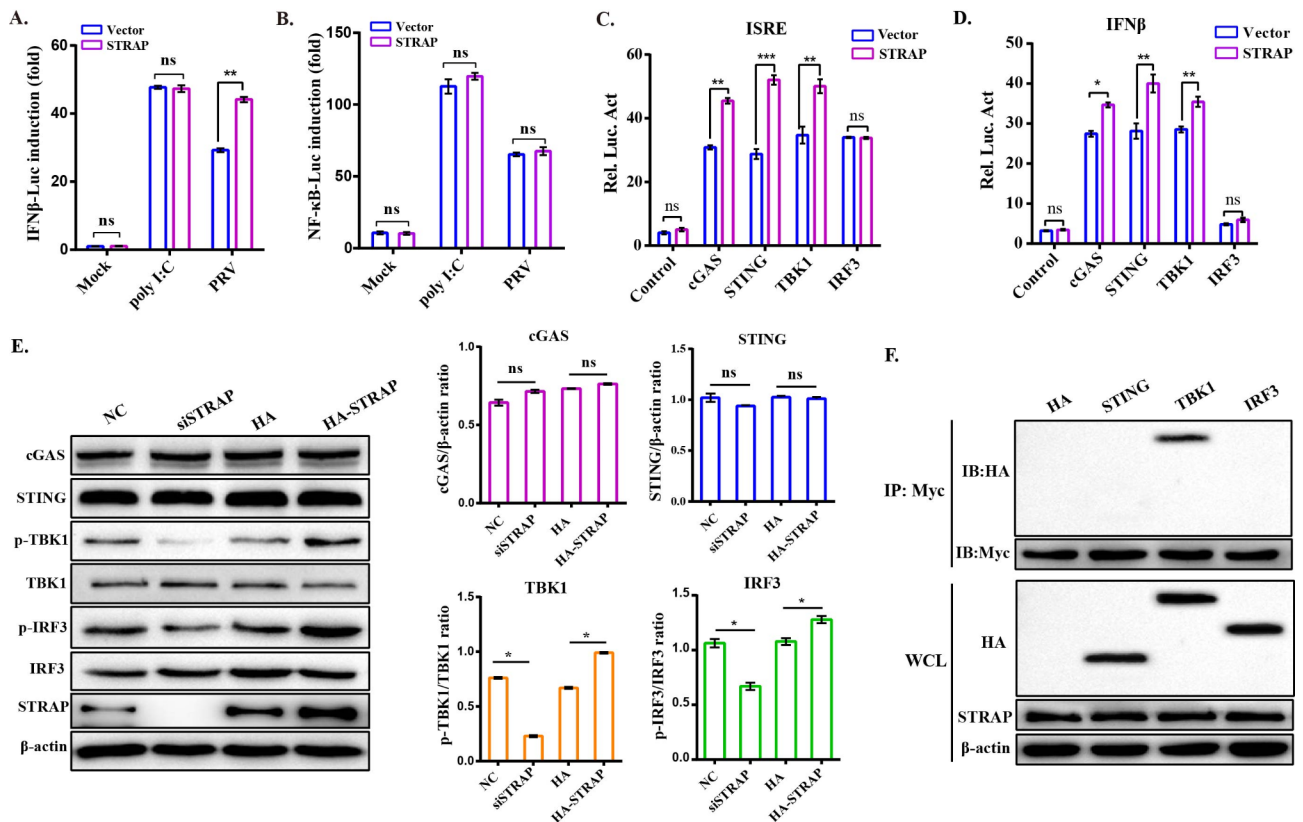 A.
Vector
STRAP
IFNβ-Luc induction (fold)
60
40
20
0
ns
ns
**
Mock
poly I:C
PRV
B.
Vector
STRAP
NF-κB-Luc induction (fold)
150
100
50
0
ns
ns
ns
Mock
poly I:C
PRV
C.
ISRE
Vector
STRAP
Rel. Luc. Act
60
40
20
0
ns
**
***
**
ns
Control
cGAS
STING
TBK1
IRF3
D.
IFNβ
Vector
STRAP
Rel. Luc. Act
50
40
30
20
10
0
ns
*
**
**
ns
Control
cGAS
STING
TBK1
IRF3
E.
NC
siSTRAP
HA
HA-STRAP
cGAS
STING
p-TBK1
TBK1
p-IRF3
IRF3
STRAP
β-actin
cGAS
cGAS/β-actin ratio
1.0
0.5
0.0
ns
ns
NC
siSTRAP
HA
HA-STRAP
STING
STING/β-actin ratio
1.5
1.0
0.5
0.0
ns
ns
NC
siSTRAP
HA
HA-STRAP
TBK1
p-TBK1/TBK1 ratio
1.0
0.5
0.0
*
*
NC
siSTRAP
HA
HA-STRAP
IRF3
p-IRF3/IRF3 ratio
1.5
1.0
0.5
0.0
*
*
NC
siSTRAP
HA
HA-STRAP
F.
HA
STING
TBK1
IRF3
IP: Myc
IB:HA
IB:Myc
WCL
HA
STRAP
β-actin